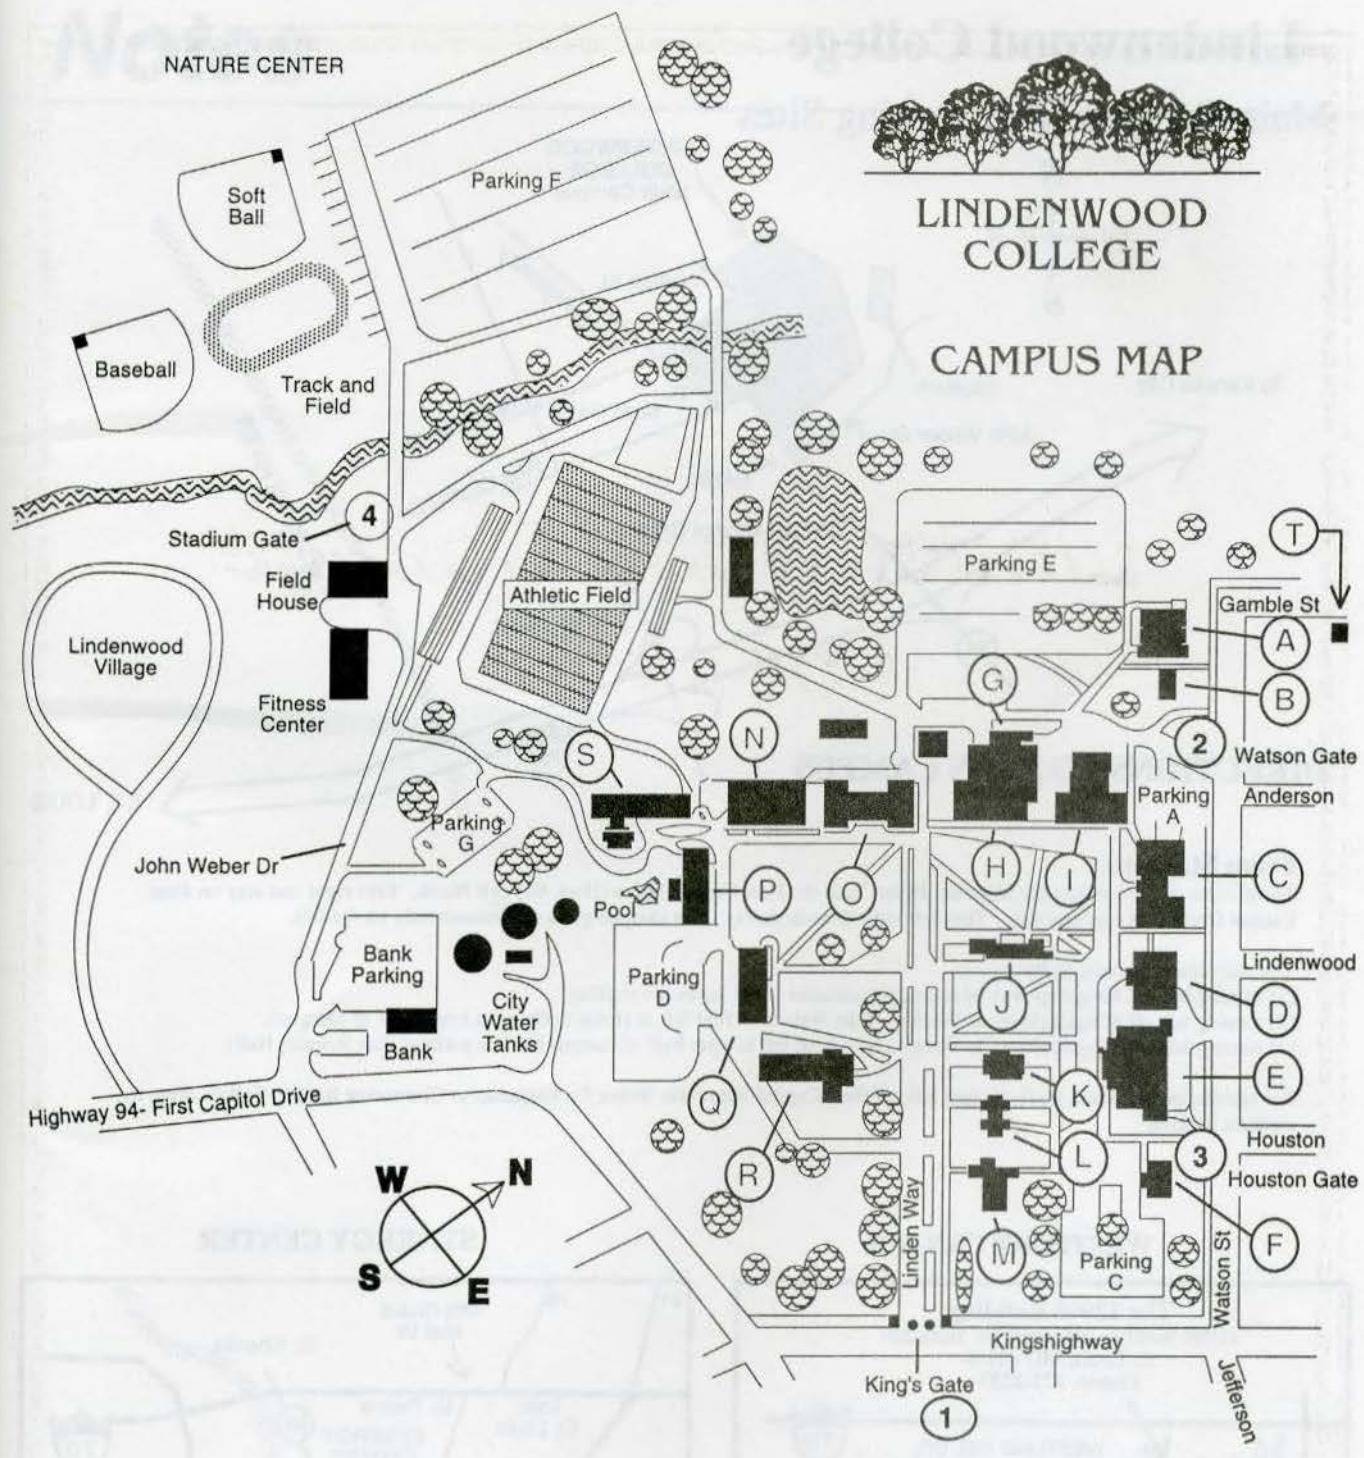 NATURE CENTER
Parking F
Soft
Ball
Baseball
Track and
Field
LINDENWOOD
COLLEGE
CAMPUS MAP
4
Stadium Gate
Field
House
Athletic Field
Parking E
T
Gamble St
A
B
Lindenwood
Village
Fitness
Center
G
S
N
2
Watson Gate
Parking
A
Anderson
Parking
G
John Weber Dr
H
I
C
P
O
Pool
Bank
Parking
Parking
D
Lindenwood
J
D
City
Water
Tanks
Bank
Q
K
E
Highway 94- First Capitol Drive
R
L
3
Houston
Houston Gate
W
N
S
E
M
F
Linden Way
Parking
C
Watson St
Kingshighway
King's Gate
1
Jefferson